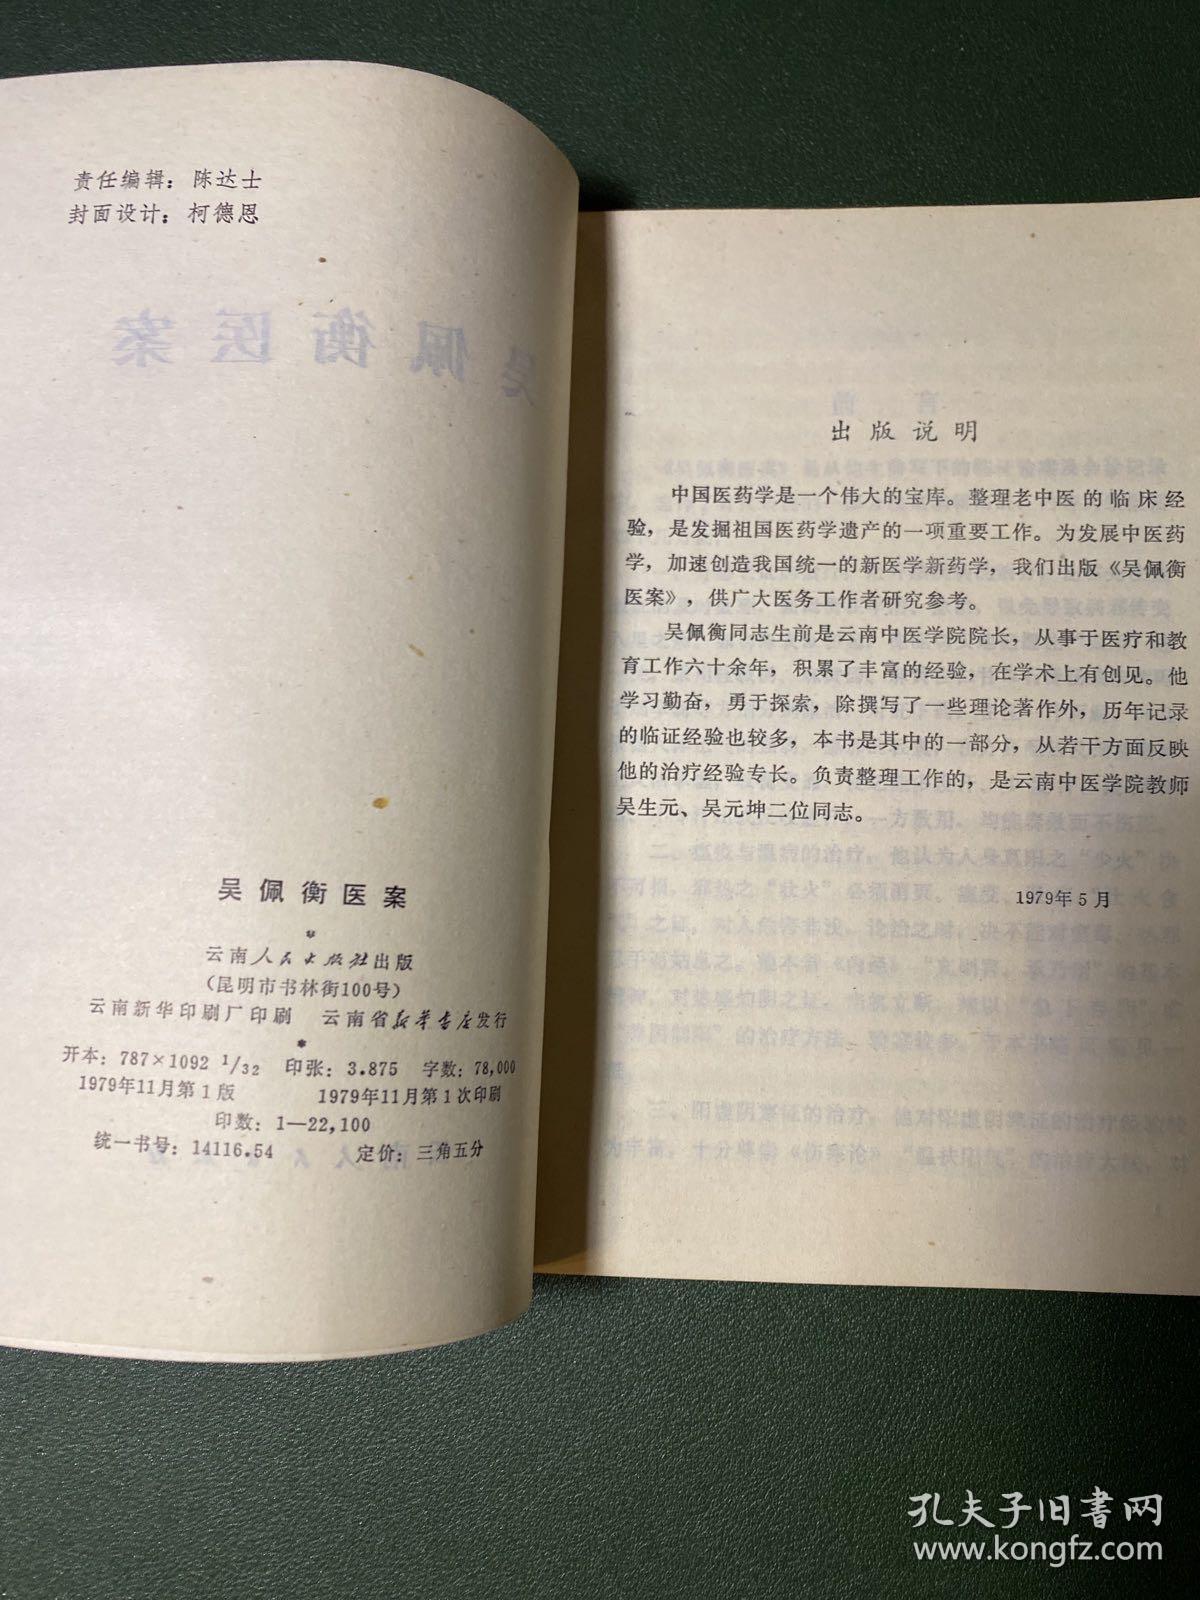 责任编辑：陈达士
封面设计：柯德恩
吴佩衡医案
吴佩衡医案
云南人民出版社出版
（昆明市书林街100号）
云南新华印刷厂印刷　云南省新华书店发行
开本：787×1092 1/32　印张：3.875　字数：78,000
1979年11月第1版　1979年11月第1次印刷
印数：1—22,100
统一书号：14116.54　定价：三角五分
出版说明
中国医药学是一个伟大的宝库。整理老中医的临床经
验，是发掘祖国医药学遗产的一项重要工作。为发展中医药
学，加速创造我国统一的新医学新药学，我们出版《吴佩衡
医案》，供广大医务工作者研究参考。
吴佩衡同志生前是云南中医学院院长，从事于医疗和教
育工作六十余年，积累了丰富的经验，在学术上有创见。他
学习勤奋，勇于探索，除撰写了一些理论著作外，历年记录
的临证经验也较多，本书是其中的一部分，从若干方面反映
他的治疗经验专长。负责整理工作的，是云南中医学院教师
吴生元、吴元坤二位同志。
1979年5月
孔夫子旧书网
www.kongfz.com